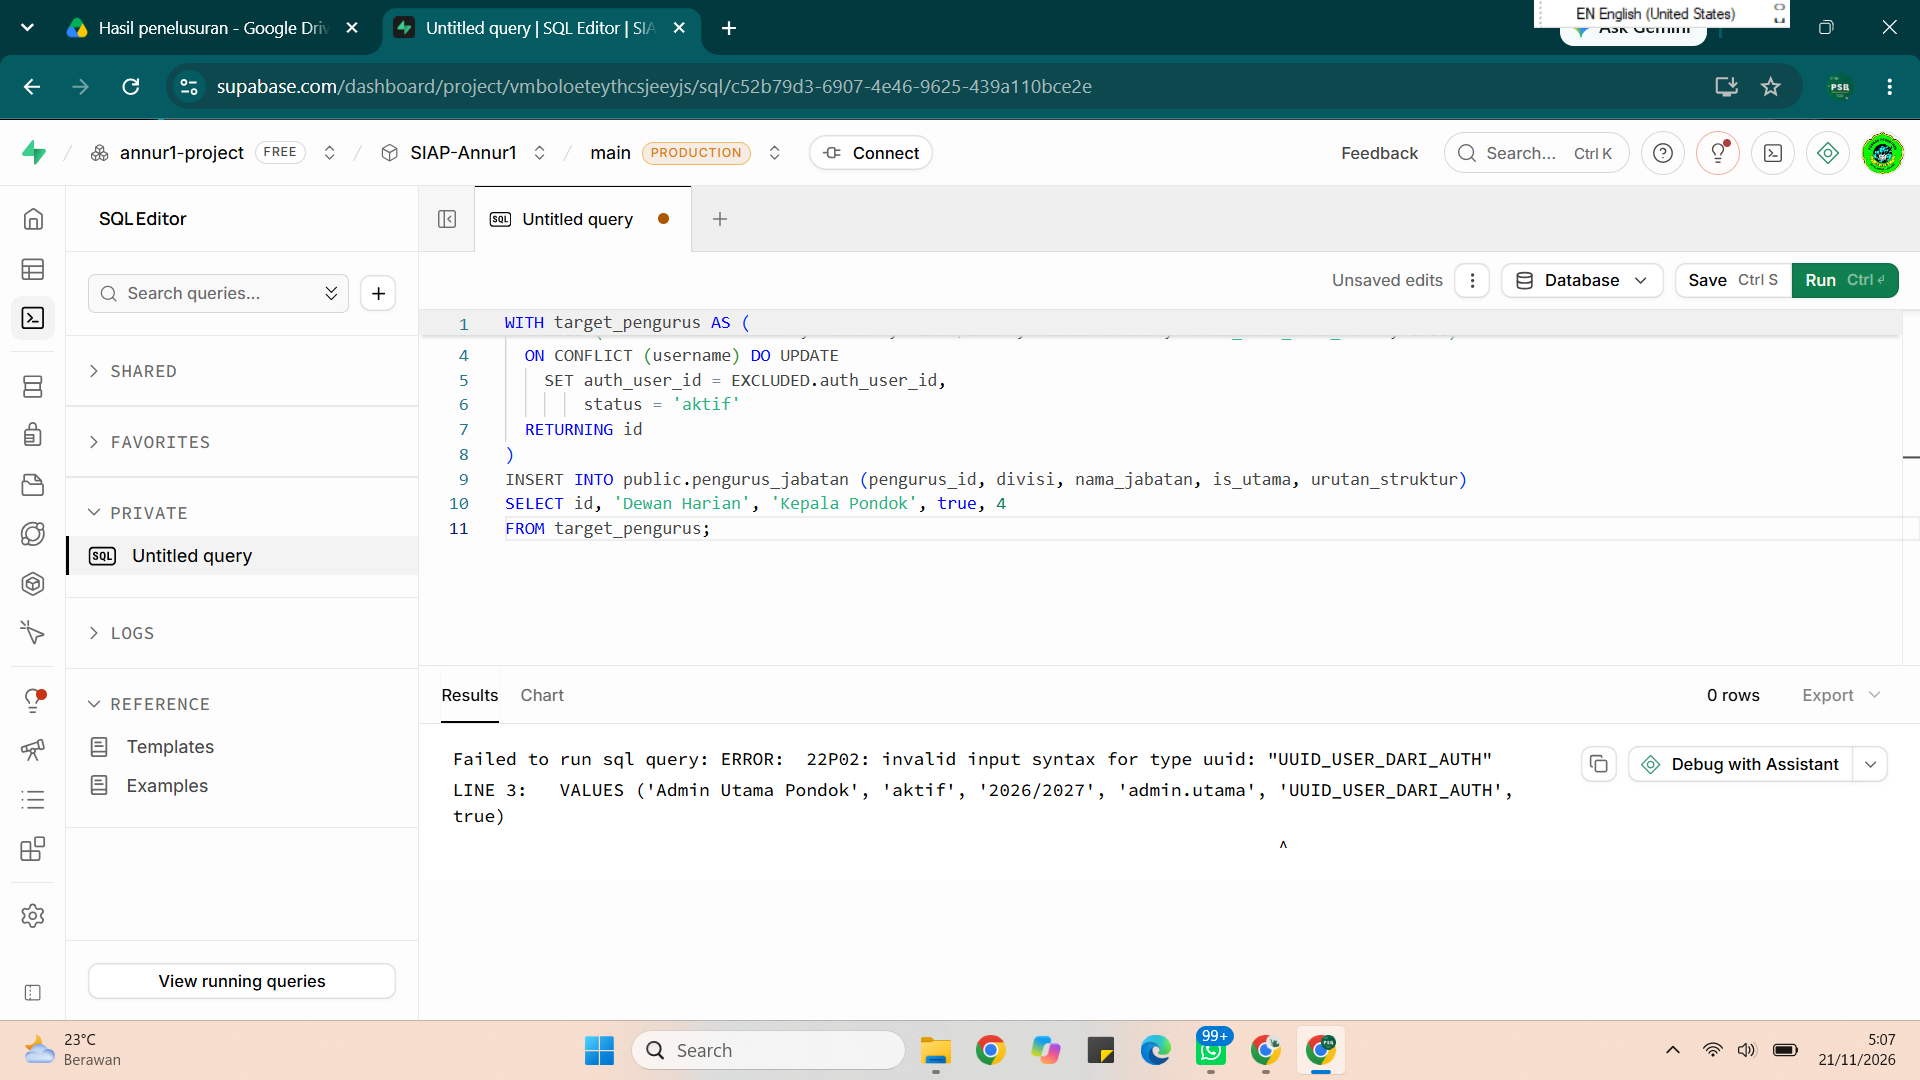 Hasil penelusuran - Google Driv
Untitled query | SQL Editor | SIA
EN English (United States)
supabase.com/dashboard/project/vmboloeteythcsjeeyjs/sql/c52b79d3-6907-4e46-9625-439a110bce2e
PSB
annur1-project FREE
SIAP-Annur1
main PRODUCTION
Connect
Feedback
Search... Ctrl K
SQL Editor
SQL Untitled query
Search queries...
Unsaved edits
Database
Save Ctrl S
Run Ctrl
SHARED
FAVORITES
PRIVATE
SQL Untitled query
LOGS
REFERENCE
Templates
Examples
View running queries
1 WITH target_pengurus AS (
4 ON CONFLICT (username) DO UPDATE
5 SET auth_user_id = EXCLUDED.auth_user_id,
6 status = 'aktif'
7 RETURNING id
8 )
9 INSERT INTO public.pengurus_jabatan (pengurus_id, divisi, nama_jabatan, is_utama, urutan_struktur)
10 SELECT id, 'Dewan Harian', 'Kepala Pondok', true, 4
11 FROM target_pengurus;
Results
Chart
0 rows
Export
Failed to run sql query: ERROR: 22P02: invalid input syntax for type uuid: "UUID_USER_DARI_AUTH"
LINE 3: VALUES ('Admin Utama Pondok', 'aktif', '2026/2027', 'admin.utama', 'UUID_USER_DARI_AUTH',
true)
^
Debug with Assistant
23°C
Berawan
Search
99+
5:07
21/11/2026